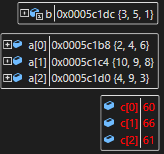 b 0x0005c1dc {3, 5, 1}
a[0] 0x0005c1b8 {2, 4, 6}
a[1] 0x0005c1c4 {10, 9, 8}
a[2] 0x0005c1d0 {4, 9, 3}
c[0] 60
c[1] 66
c[2] 61